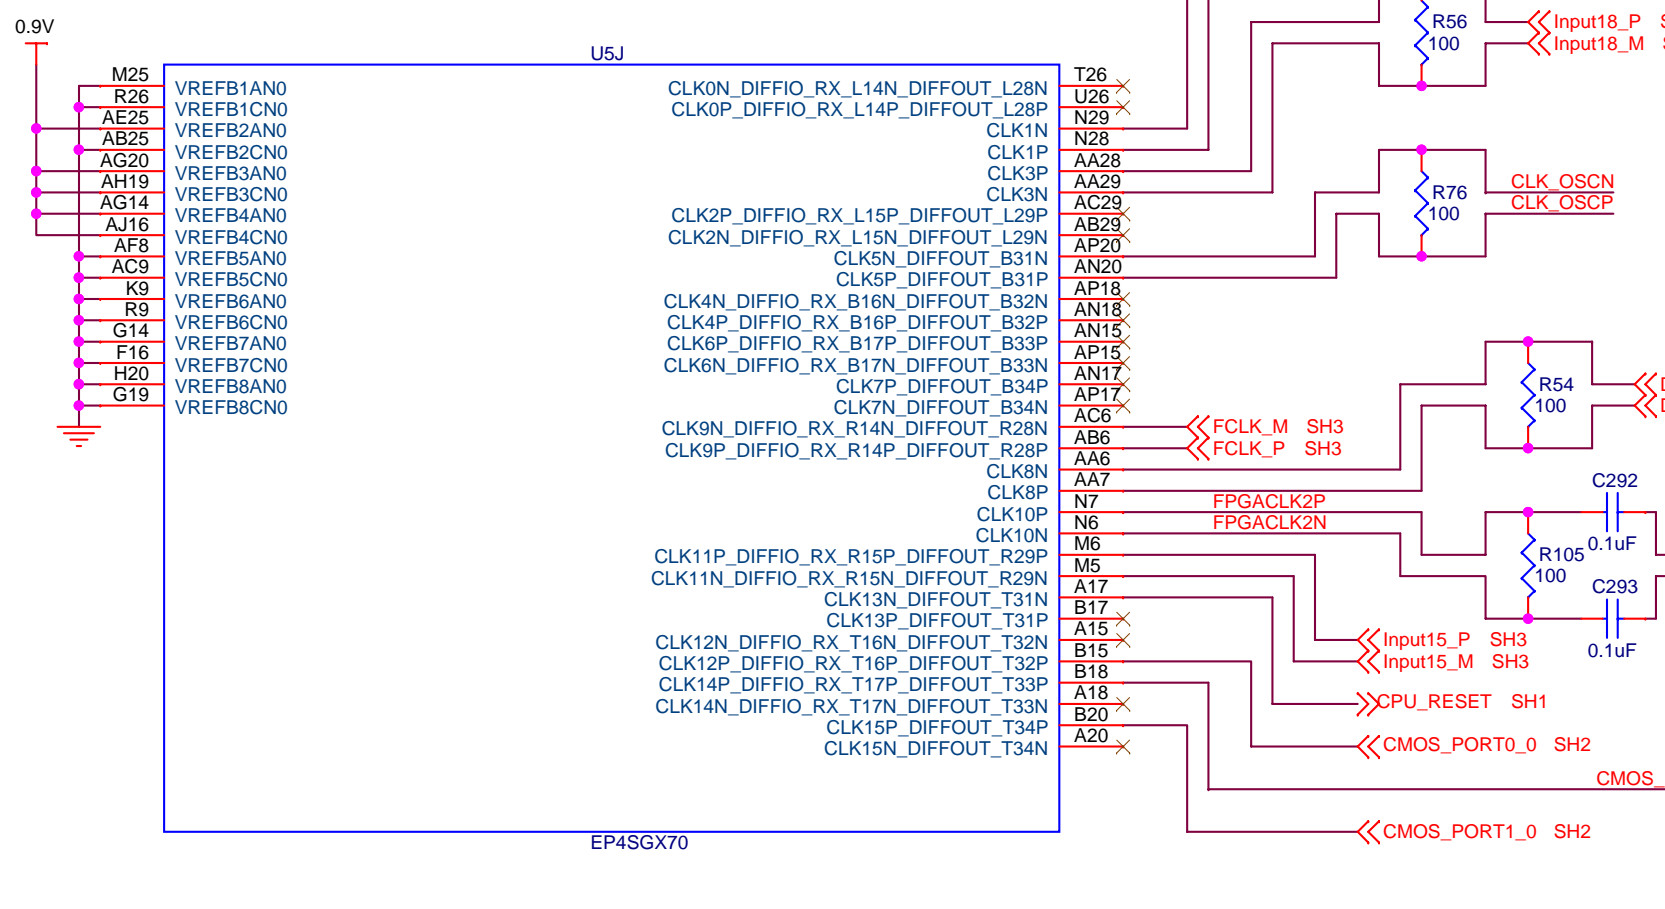 0.9V
U5J
M25 VREFB1AN0
R26 VREFB1CN0
AE25 VREFB2AN0
AB25 VREFB2CN0
AG20 VREFB3AN0
AH19 VREFB3CN0
AG14 VREFB4AN0
AJ16 VREFB4CN0
AF8 VREFB5AN0
AC9 VREFB5CN0
K9 VREFB6AN0
R9 VREFB6CN0
G14 VREFB7AN0
F16 VREFB7CN0
H20 VREFB8AN0
G19 VREFB8CN0
CLK0N_DIFFIO_RX_L14N_DIFFOUT_L28N T26
CLK0P_DIFFIO_RX_L14P_DIFFOUT_L28P U26
CLK1N N29
CLK1P N28
CLK3P AA28
CLK3N AA29
CLK2P_DIFFIO_RX_L15P_DIFFOUT_L29P AC29
CLK2N_DIFFIO_RX_L15N_DIFFOUT_L29N AB29
CLK5N_DIFFOUT_B31N AP20
CLK5P_DIFFOUT_B31P AN20
CLK4N_DIFFIO_RX_B16N_DIFFOUT_B32N AP18
CLK4P_DIFFIO_RX_B16P_DIFFOUT_B32P AN18
CLK6P_DIFFIO_RX_B17P_DIFFOUT_B33P AN15
CLK6N_DIFFIO_RX_B17N_DIFFOUT_B33N AP15
CLK7P_DIFFOUT_B34P AN17
CLK7N_DIFFOUT_B34N AP17
CLK9N_DIFFIO_RX_R14N_DIFFOUT_R28N AC6
CLK9P_DIFFIO_RX_R14P_DIFFOUT_R28P AB6
CLK8N AA6
CLK8P AA7
CLK10P N7
CLK10N N6
CLK11P_DIFFIO_RX_R15P_DIFFOUT_R29P M6
CLK11N_DIFFIO_RX_R15N_DIFFOUT_R29N M5
CLK13N_DIFFOUT_T31N A17
CLK13P_DIFFOUT_T31P B17
CLK12N_DIFFIO_RX_T16N_DIFFOUT_T32N A15
CLK12P_DIFFIO_RX_T16P_DIFFOUT_T32P B15
CLK14P_DIFFIO_RX_T17P_DIFFOUT_T33P B18
CLK14N_DIFFIO_RX_T17N_DIFFOUT_T33N A18
CLK15P_DIFFOUT_T34P B20
CLK15N_DIFFOUT_T34N A20
EP4SGX70
R56
100
Input18_P
Input18_M
R76
100
CLK_OSCN
CLK_OSCP
R54
100
FCLK_M SH3
FCLK_P SH3
FPGACLK2P
FPGACLK2N
C292
0.1uF
R105
100
C293
0.1uF
Input15_P SH3
Input15_M SH3
CPU_RESET SH1
CMOS_PORT0_0 SH2
CMOS_
CMOS_PORT1_0 SH2